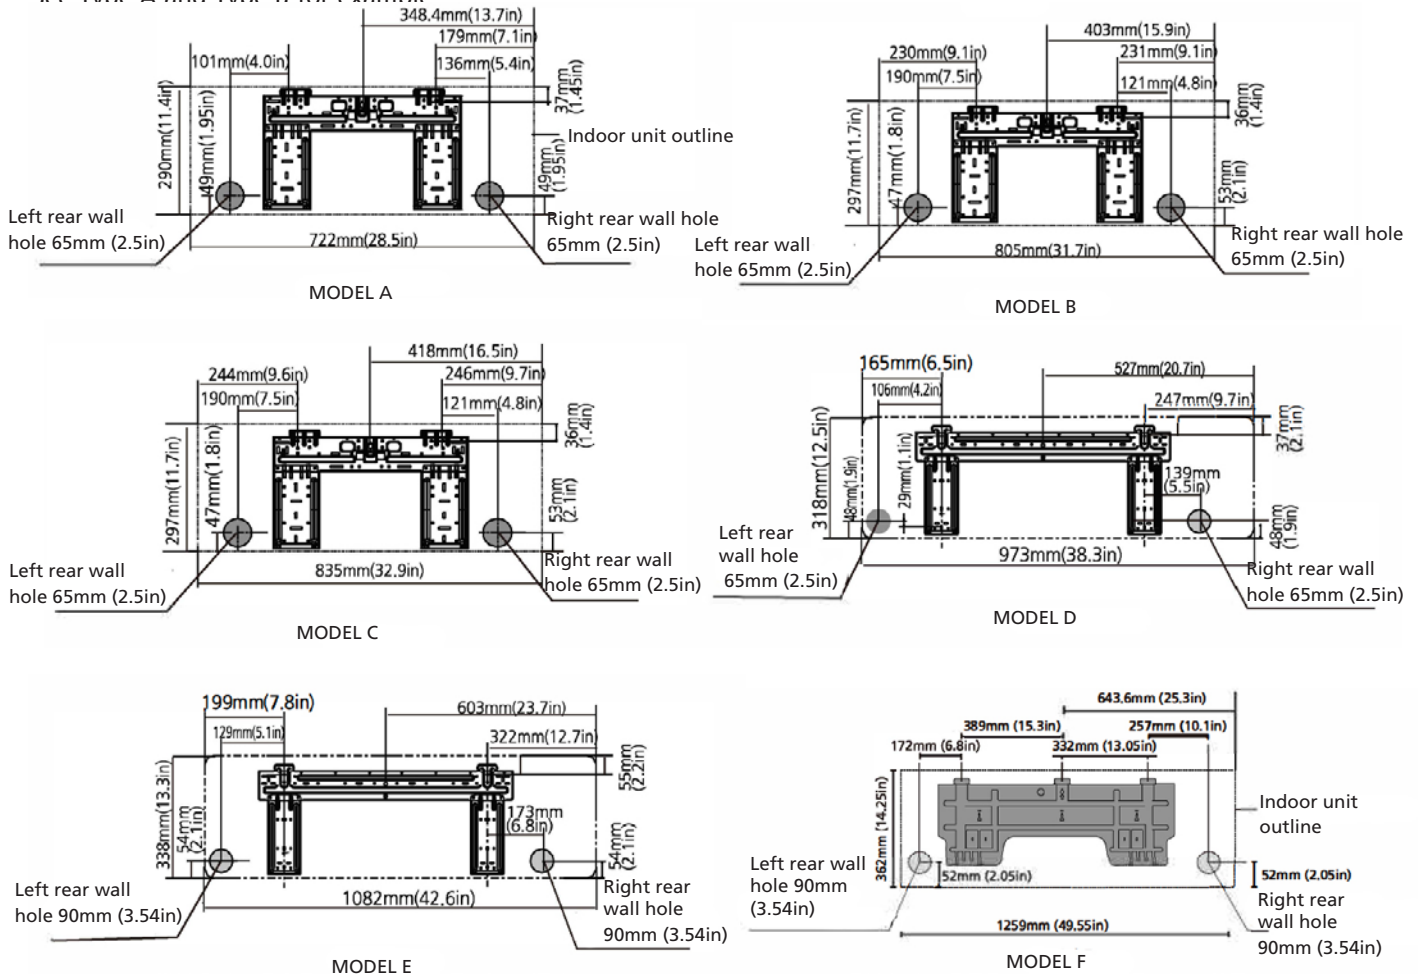 348.4mm(13.7in)
179mm(7.1in)
101mm(4.0in)
136mm(5.4in)
37mm
(1.45in)
290mm(11.4in)
49mm(1.95in)
49mm
(1.95in)
Indoor unit outline
Left rear wall
hole 65mm (2.5in)
722mm(28.5in)
Right rear wall hole
65mm (2.5in)
MODEL A
403mm(15.9in)
230mm(9.1in)
231mm(9.1in)
190mm(7.5in)
121mm(4.8in)
36mm
(1.4in)
297mm(11.7in)
47mm(1.8in)
53mm
(2.1in)
Left rear wall
hole 65mm (2.5in)
805mm(31.7in)
Right rear wall hole
65mm (2.5in)
MODEL B
418mm(16.5in)
244mm(9.6in)
246mm(9.7in)
190mm(7.5in)
121mm(4.8in)
36mm
(1.4in)
297mm(11.7in)
47mm(1.8in)
53mm
(2.1in)
Left rear wall
hole 65mm (2.5in)
835mm(32.9in)
Right rear wall
hole 65mm (2.5in)
MODEL C
165mm(6.5in)
527mm(20.7in)
106mm(4.2in)
247mm(9.7in)
37mm
(2.1in)
318mm(12.5in)
48mm(1.9in)
29mm(1.1in)
139mm
(5.5in)
48mm
(1.9in)
Left rear
wall hole
65mm (2.5in)
973mm(38.3in)
Right rear wall
hole 65mm (2.5in)
MODEL D
199mm(7.8in)
603mm(23.7in)
129mm(5.1in)
322mm(12.7in)
55mm
(2.2in)
338mm(13.3in)
54mm
(2.1in)
173mm
(6.8in)
54mm
(2.1in)
Left rear wall
hole 90mm (3.54in)
1082mm(42.6in)
Right rear
wall hole
90mm (3.54in)
MODEL E
643.6mm (25.3in)
389mm (15.3in)
257mm (10.1in)
172mm (6.8in)
332mm (13.05in)
362mm (14.25in)
Indoor unit
outline
Left rear wall
hole 90mm
(3.54in)
52mm (2.05in)
52mm (2.05in)
1259mm (49.55in)
Right rear
wall hole
90mm (3.54in)
MODEL F